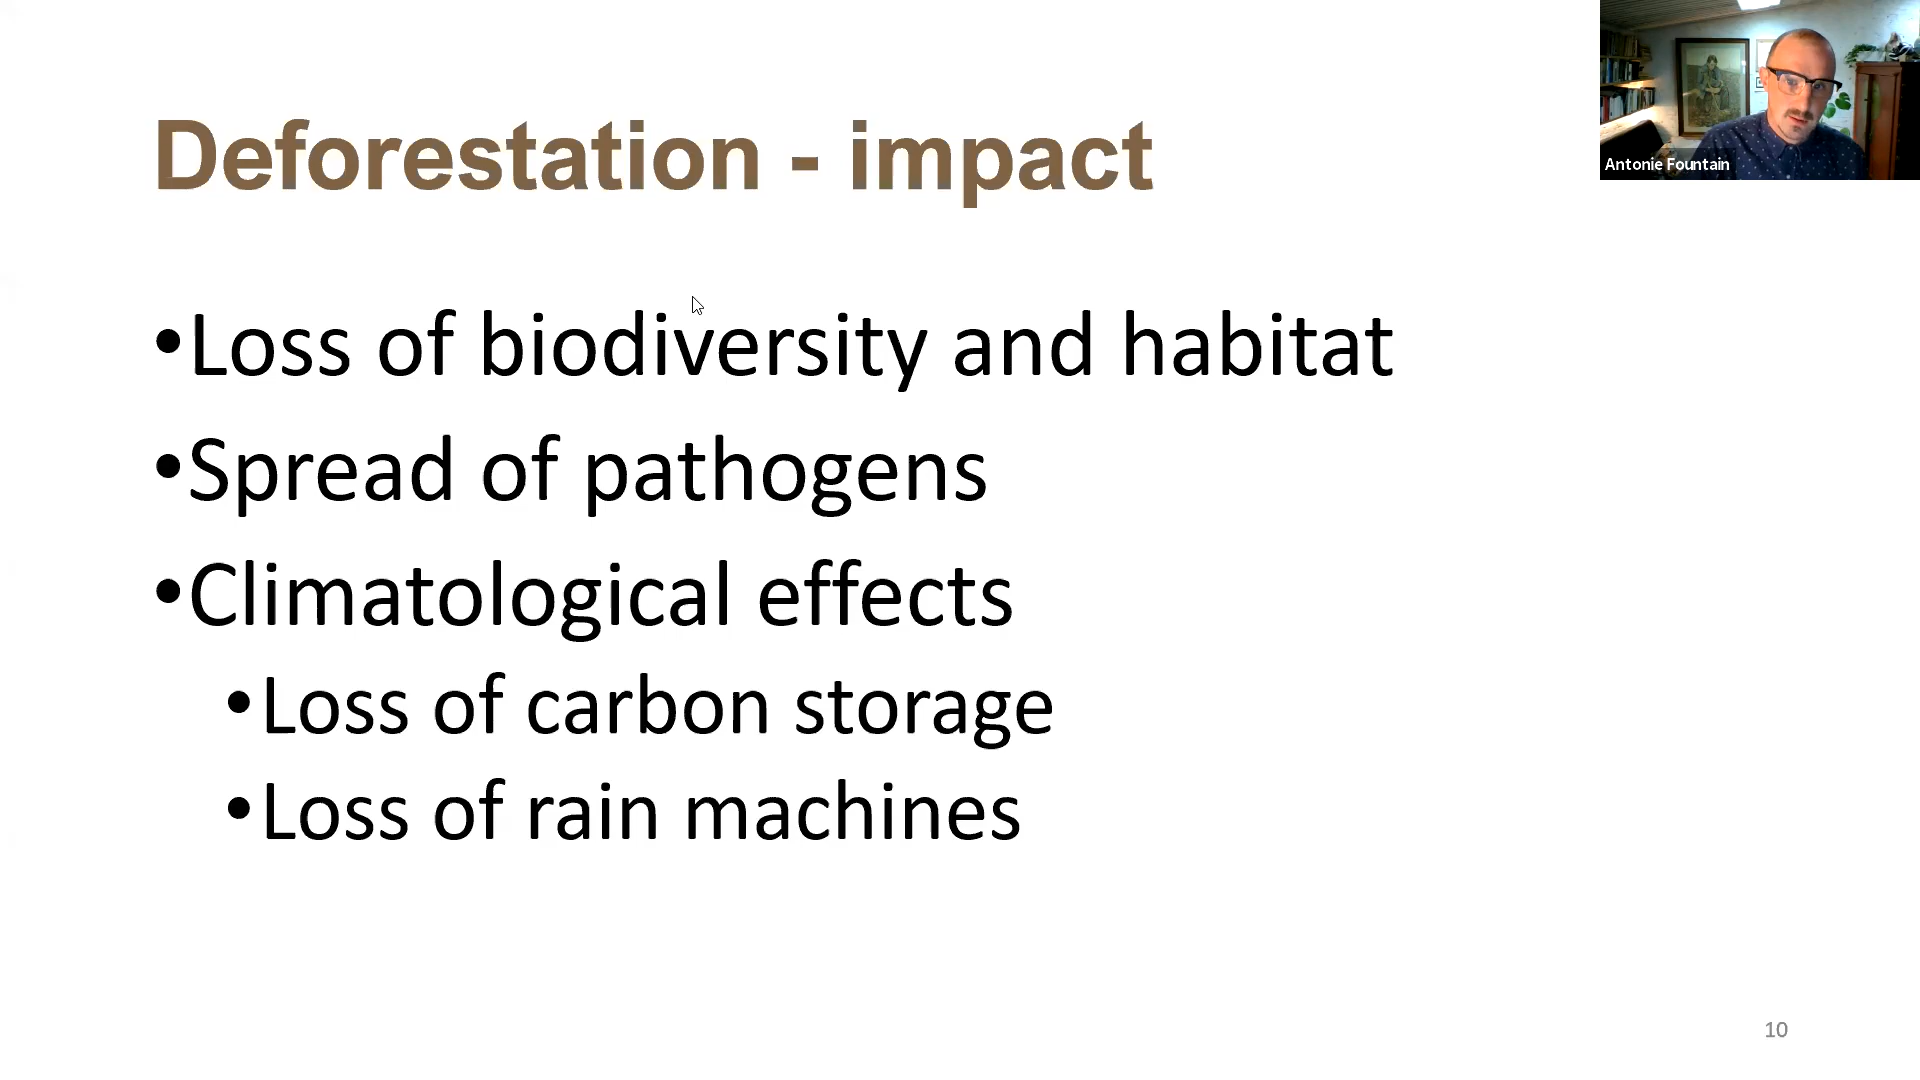 Deforestation - impact
•Loss of biodiversity and habitat
•Spread of pathogens
•Climatological effects
•Loss of carbon storage
•Loss of rain machines
Antonie Fountain
10